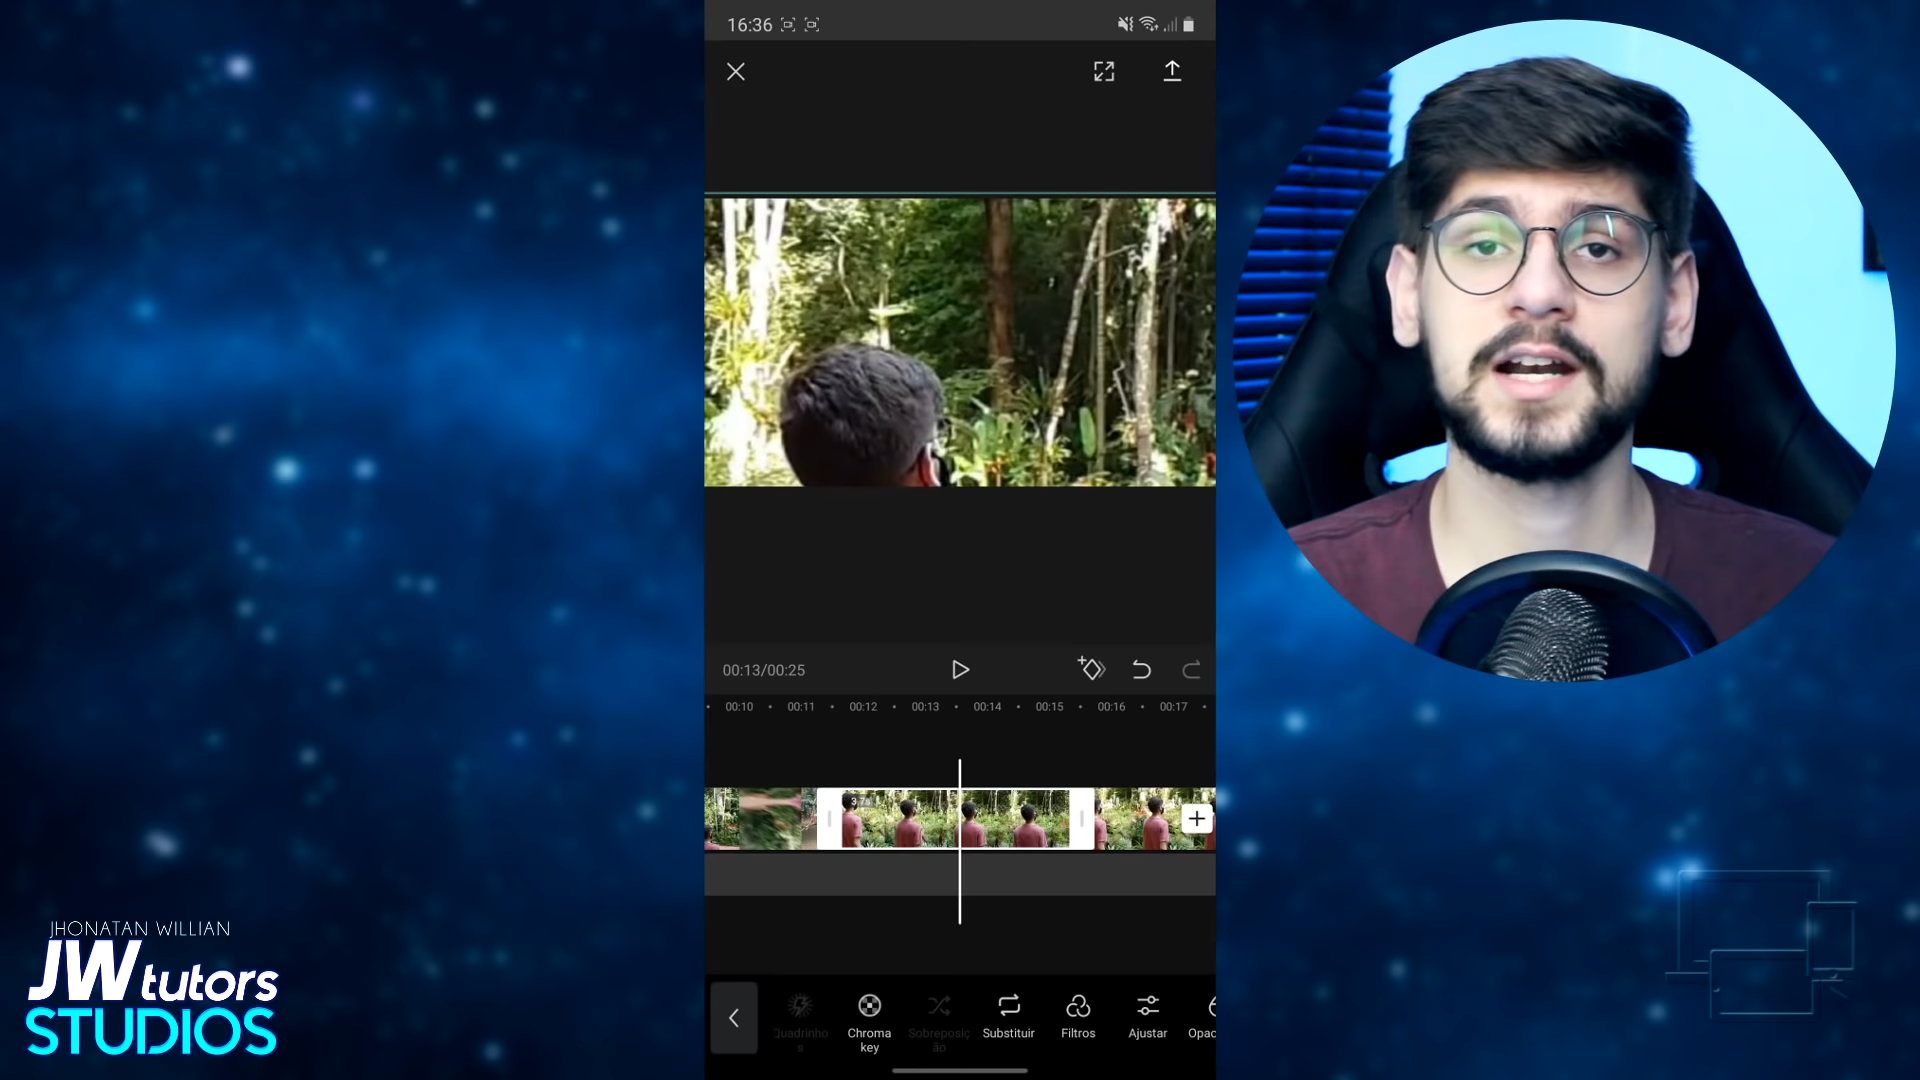 16:36
00:13/00:25
00:10 00:11 00:12 00:13 00:14 00:15 00:16 00:17
Chroma key
Sobreposição
Substituir
Filtros
Ajustar
Opac
JHONATAN WILLIAN
JW tutors
STUDIOS